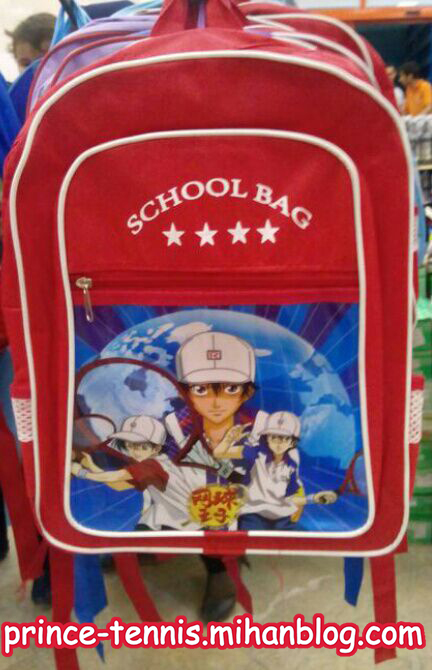 SCHOOL BAG
网球
王子
prince-tennis.mihanblog.com